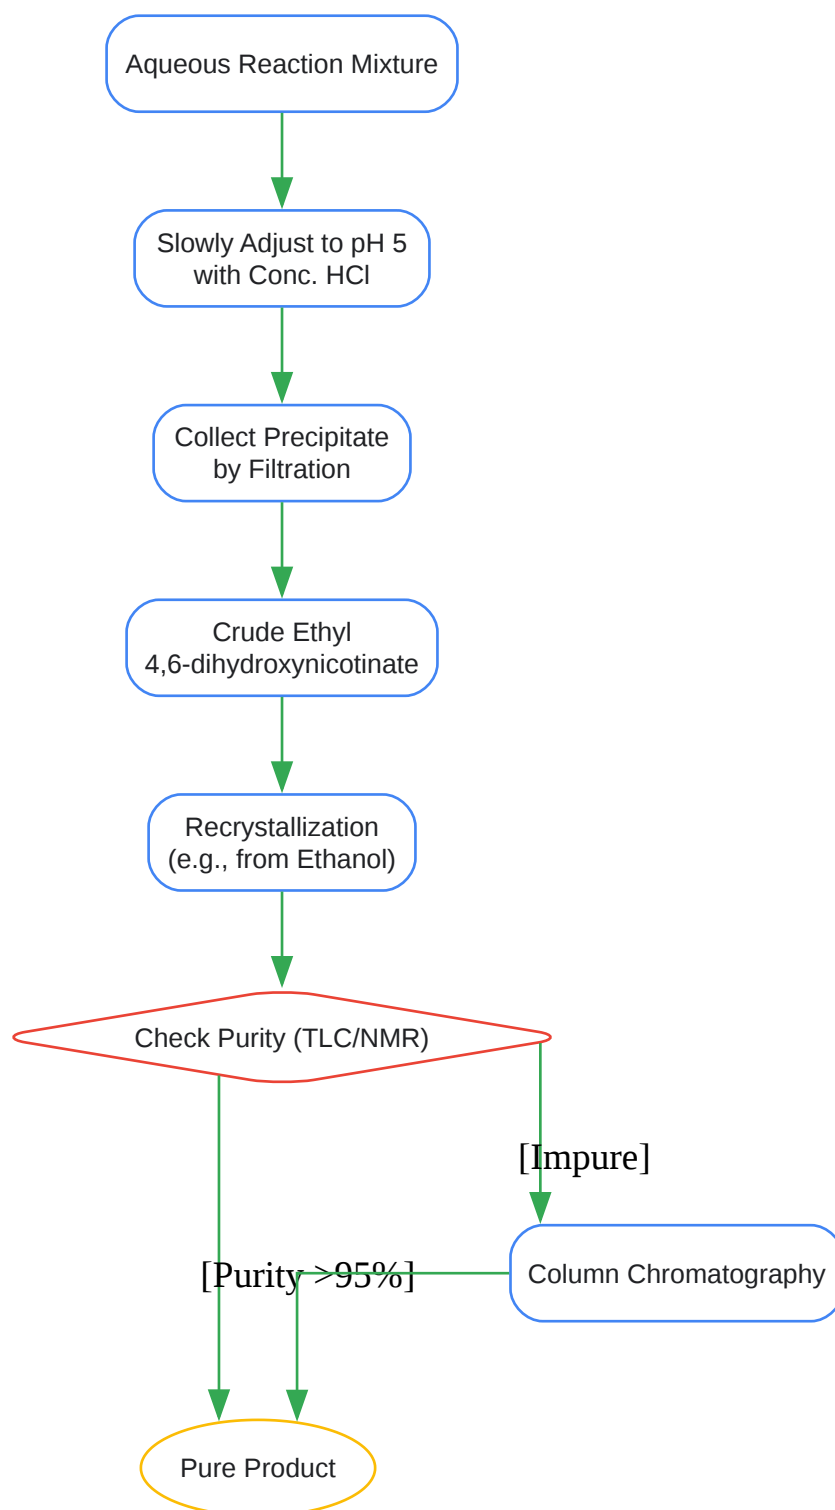 Aqueous Reaction Mixture
Slowly Adjust to pH 5
with Conc. HCl
Collect Precipitate
by Filtration
Crude Ethyl
4,6-dihydroxynicotinate
Recrystallization
(e.g., from Ethanol)
Check Purity (TLC/NMR)
[Impure]
[Purity >95%]
Column Chromatography
Pure Product